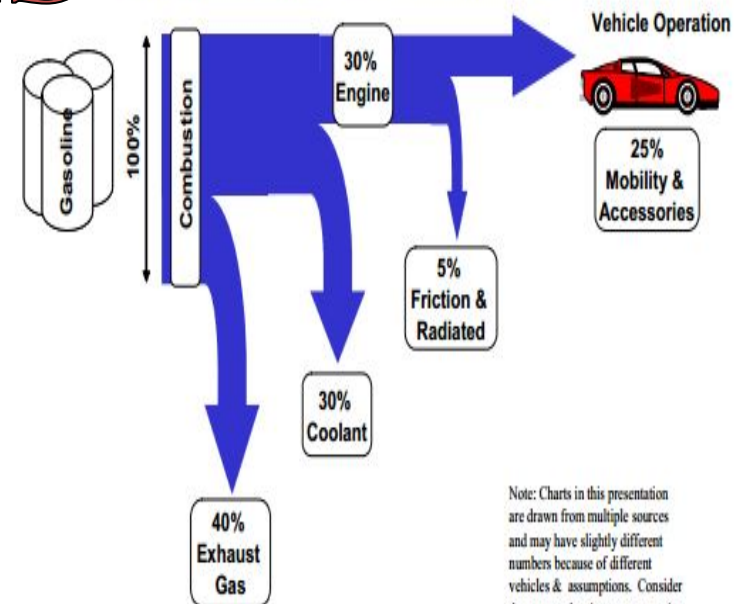 Vehicle Operation
Gasoline
100%
Combustion
30%
Engine
25%
Mobility &
Accessories
5%
Friction &
Radiated
30%
Coolant
40%
Exhaust
Gas
Note: Charts in this presentation
are drawn from multiple sources
and may have slightly different
numbers because of different
vehicles & assumptions. Consider